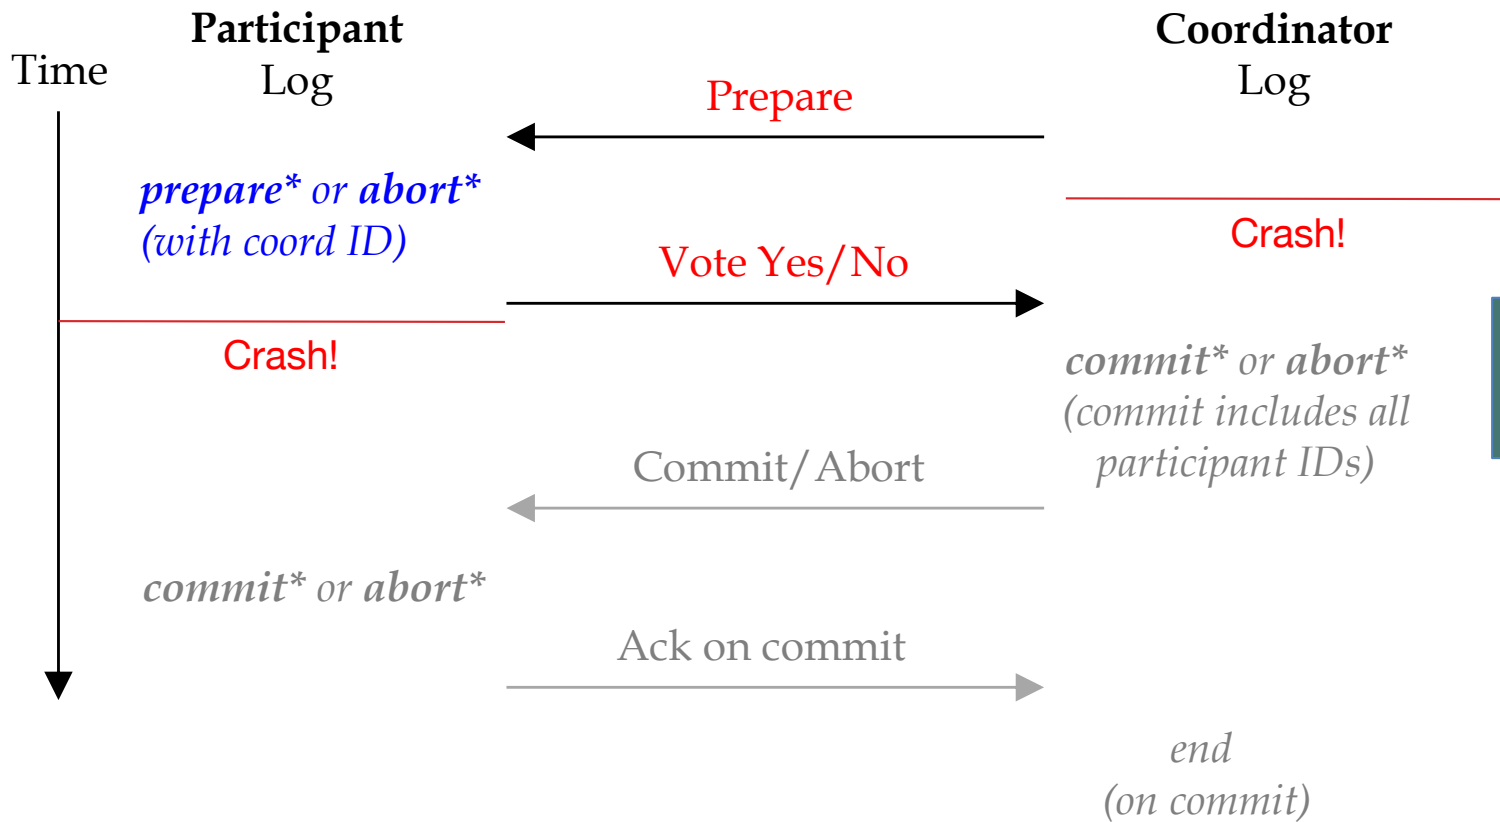 Participant
Coordinator
Time
Log
Log
Prepare
prepare* or abort*
(with coord ID)
Crash!
Vote Yes/No
Crash!
commit* or abort*
(commit includes all
participant IDs)
Commit/Abort
commit* or abort*
Ack on commit
end
(on commit)